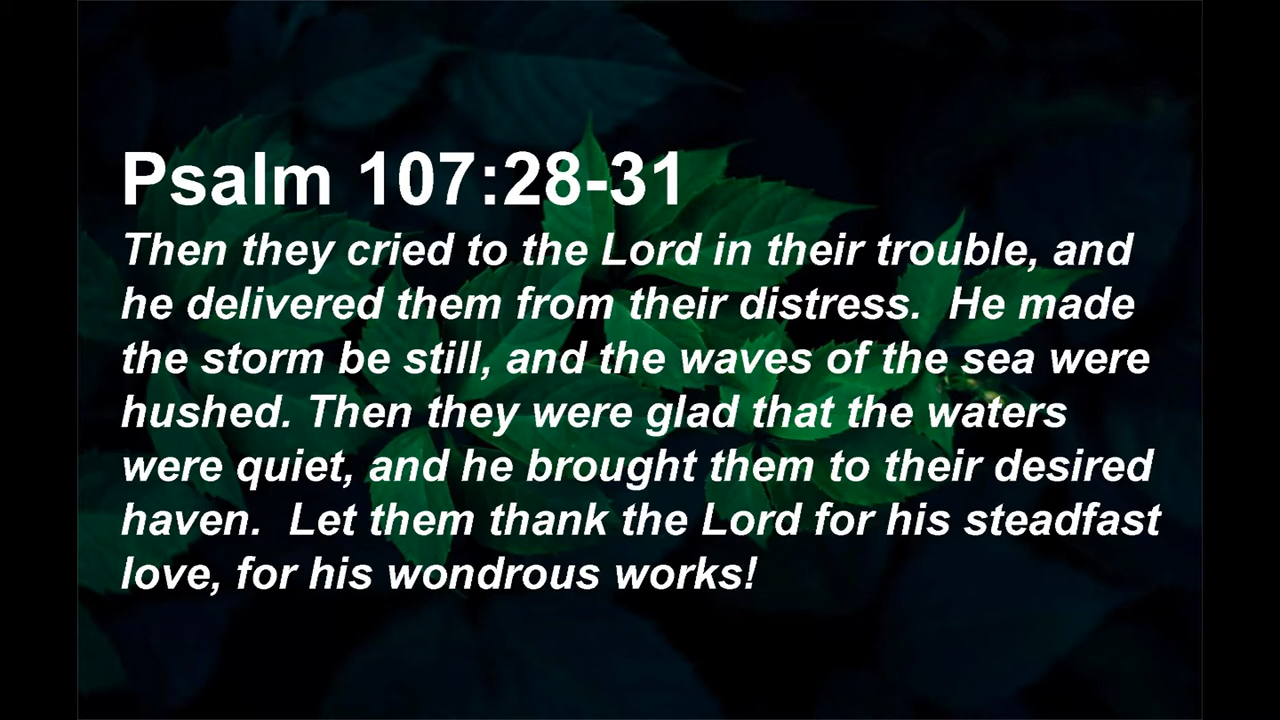 Psalm 107:28-31
Then they cried to the Lord in their trouble, and
he delivered them from their distress.  He made
the storm be still, and the waves of the sea were
hushed. Then they were glad that the waters
were quiet, and he brought them to their desired
haven.  Let them thank the Lord for his steadfast
love, for his wondrous works!